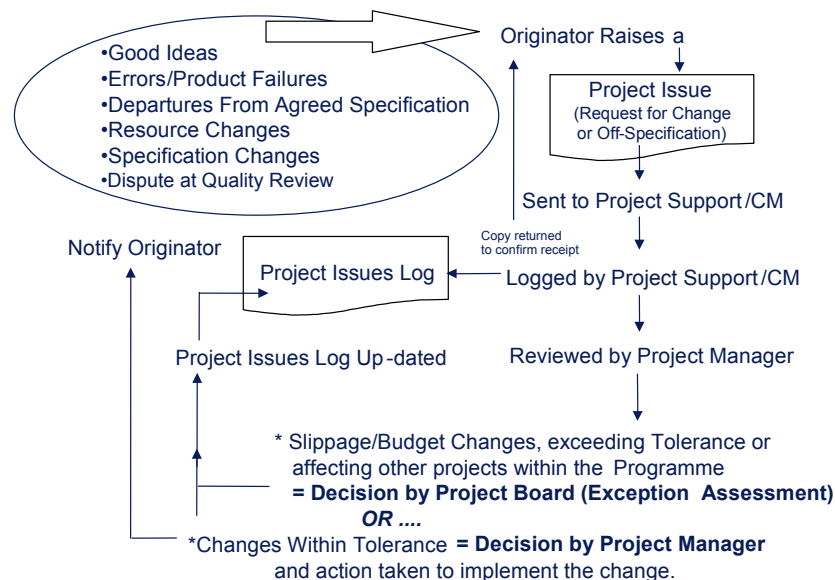 •Good Ideas
•Errors/Product Failures
•Departures From Agreed Specification
•Resource Changes
•Specification Changes
•Dispute at Quality Review
Originator Raises a
Project Issue
(Request for Change
or Off-Specification)
Sent to Project Support/CM
Copy returned
to confirm receipt
Logged by Project Support/CM
Notify Originator
Project Issues Log
Project Issues Log Up-dated
Reviewed by Project Manager
* Slippage/Budget Changes, exceeding Tolerance or
affecting other projects within the Programme
= Decision by Project Board (Exception Assessment)
OR ....
*Changes Within Tolerance = Decision by Project Manager
and action taken to implement the change.